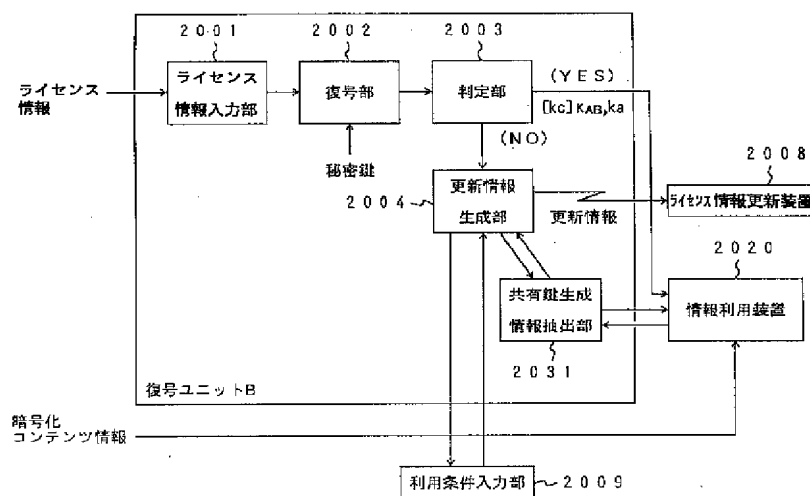 2001
2002
2003
ライセンス
情報
ライセンス
情報入力部
復号部
判定部
(YES)
[kc]KAB,ka
(NO)
秘密鍵
2004
更新情報
生成部
更新情報
2008
ライセンス情報更新装置
2020
共有鍵生成
情報抽出部
情報利用装置
2031
復号ユニットB
暗号化
コンテンツ情報
利用条件入力部
2009